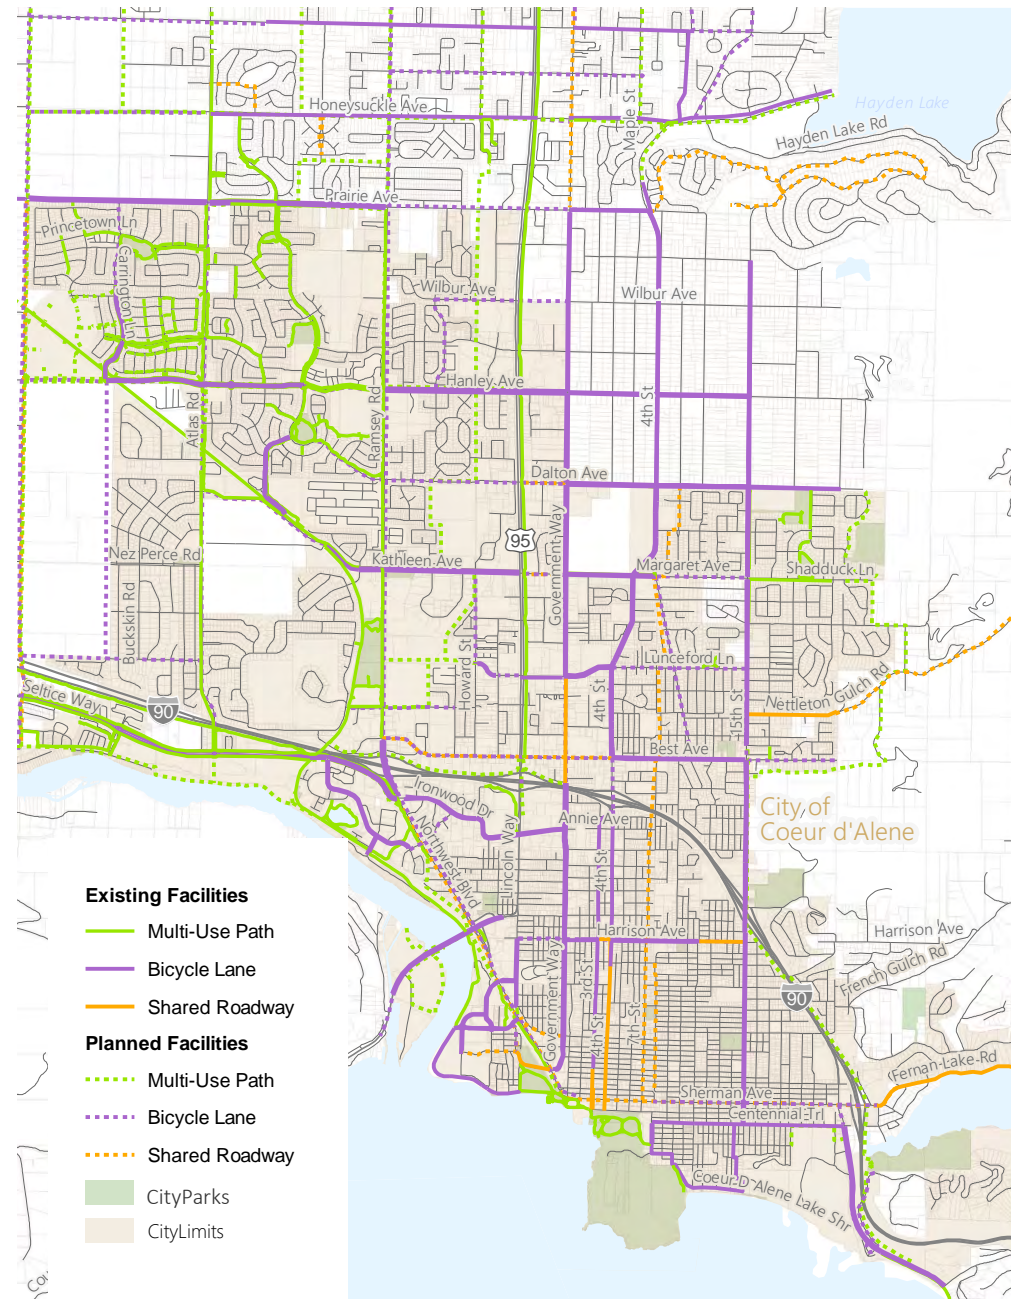 Honeysuckle Ave
Maple St
Hayden Lake
Hayden Lake Rd
Prairie Ave
Princetown Ln
Carrington Ln
Wilbur Ave
Wilbur Ave
Hanley Ave
4th St
Atlas Rd
Ramsey Rd
Dalton Ave
95
Government Way
Nez Perce Rd
Kathleen Ave
Margaret Ave
Shadduck Ln
Buckskin Rd
Howard St
Lunceford Ln
Nettleton Gulch Rd
Seltice Way
90
4th St
15th St
Best Ave
Ironwood Dr
City of
Coeur d'Alene
Annie Ave
Northwest Blvd
Lincoln Way
4th St
Existing Facilities
Multi-Use Path
Bicycle Lane
Shared Roadway
Planned Facilities
Multi-Use Path
Bicycle Lane
Shared Roadway
CityParks
CityLimits
Harrison Ave
Harrison Ave
French Gulch Rd
3rd St
Government Way
90
4th St
7th St
Fernan Lake Rd
Sherman Ave
Centennial Trl
Coeur D Alene Lake Shr